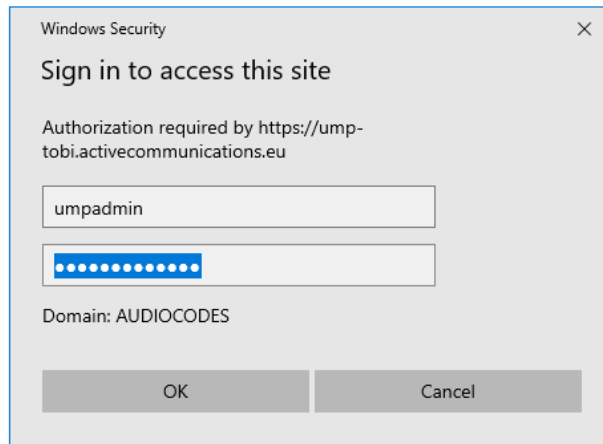 Windows Security
Sign in to access this site
Authorization required by https://ump-
tobi.activecommunications.eu
umpadmin
●●●●●●●●●●●●●
Domain: AUDIOCODES
OK
Cancel